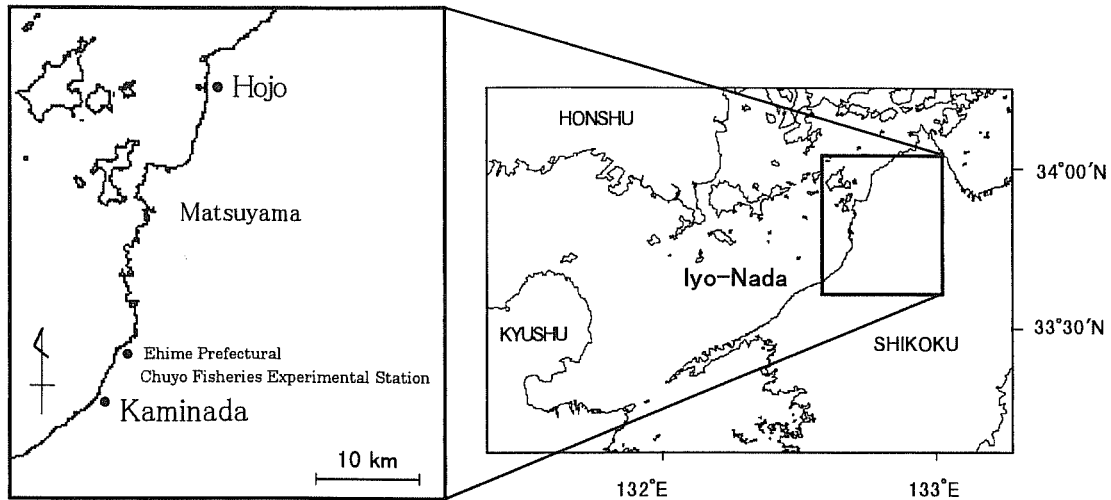 Hojo
Matsuyama
Ehime Prefectural
Chuyo Fisheries Experimental Station
Kaminada
10 km
HONSHU
Iyo-Nada
KYUSHU
SHIKOKU
34°00′N
33°30′N
132°E
133°E